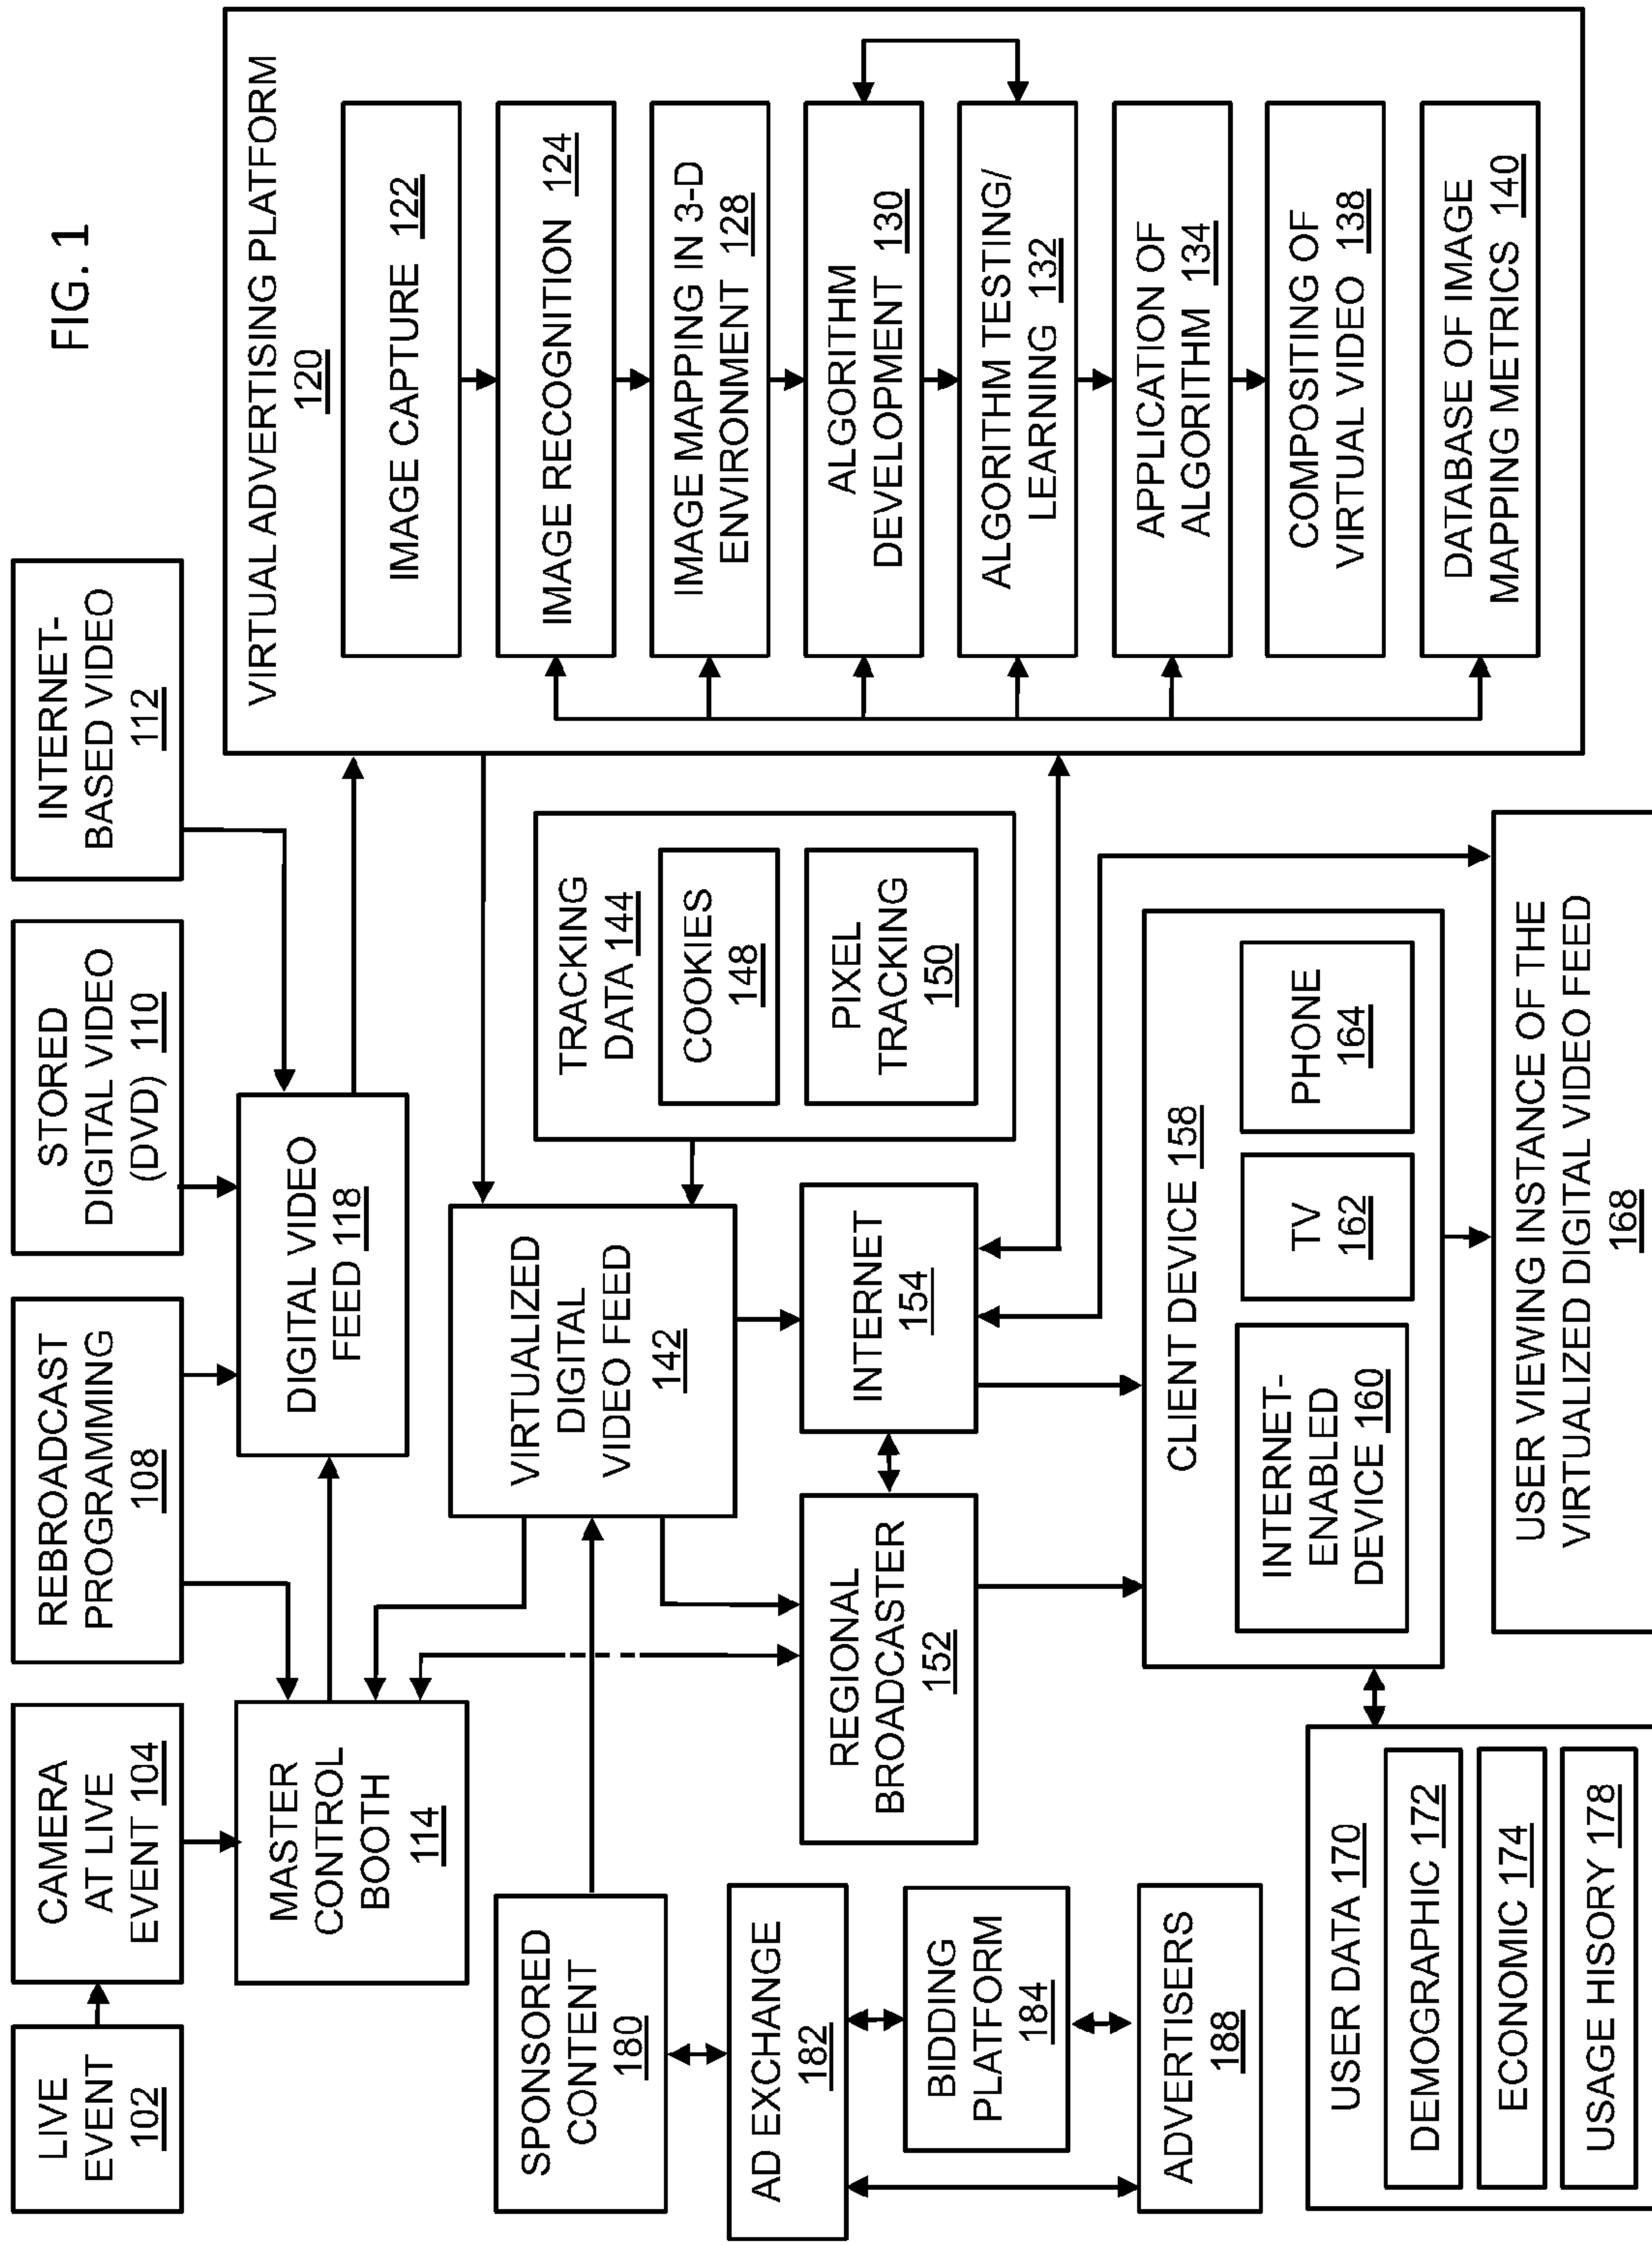 FIG. 1
LIVE
EVENT
102
CAMERA
AT LIVE
EVENT 104
REBROADCAST
PROGRAMMING
108
STORED
DIGITAL VIDEO
(DVD) 110
INTERNET-
BASED VIDEO
112
MASTER
CONTROL
BOOTH
114
DIGITAL VIDEO
FEED 118
VIRTUAL ADVERTISING PLATFORM
120
IMAGE CAPTURE 122
IMAGE RECOGNITION 124
IMAGE MAPPING IN 3-D
ENVIRONMENT 128
ALGORITHM
DEVELOPMENT 130
ALGORITHM TESTING/
LEARNING 132
APPLICATION OF
ALGORITHM 134
COMPOSITING OF
VIRTUAL VIDEO 138
DATABASE OF IMAGE
MAPPING METRICS 140
VIRTUALIZED
DIGITAL
VIDEO FEED
142
TRACKING
DATA 144
COOKIES
148
PIXEL
TRACKING
150
SPONSORED
CONTENT
180
AD EXCHANGE
182
BIDDING
PLATFORM
184
ADVERTISERS
188
REGIONAL
BROADCASTER
152
INTERNET
154
CLIENT DEVICE 158
INTERNET-
ENABLED
DEVICE 160
TV
162
PHONE
164
USER DATA 170
DEMOGRAPHIC 172
ECONOMIC 174
USAGE HISORY 178
USER VIEWING INSTANCE OF THE
VIRTUALIZED DIGITAL VIDEO FEED
168